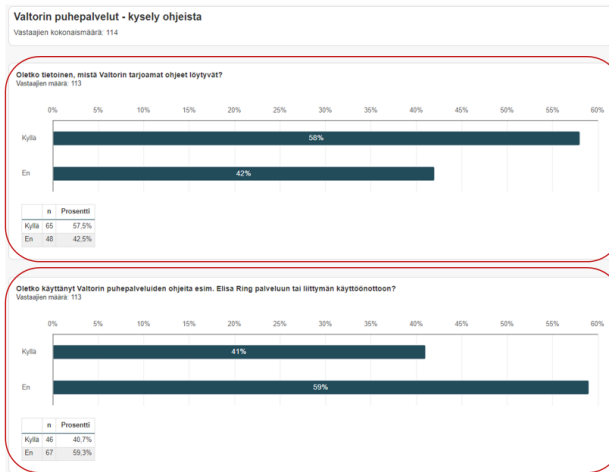 Valtorin puhepalvelut - kysely ohjeista
Vastaajien kokonaismäärä: 114
Oletko tietoinen, mistä Valtorin tarjoamat ohjeet löytyvät?
Vastaajien määrä: 113
0% 5% 10% 15% 20% 25% 30% 35% 40% 45% 50% 55% 60%
Kyllä 58%
En 42%
n Prosentti
Kyllä 65 57,5%
En 48 42,5%
Oletko käyttänyt Valtorin puhepalveluiden ohjeita esim. Elisa Ring palveluun tai liittymän käyttöönottoon?
Vastaajien määrä: 113
0% 5% 10% 15% 20% 25% 30% 35% 40% 45% 50% 55% 60%
Kyllä 41%
En 59%
n Prosentti
Kyllä 46 40,7%
En 67 59,3%